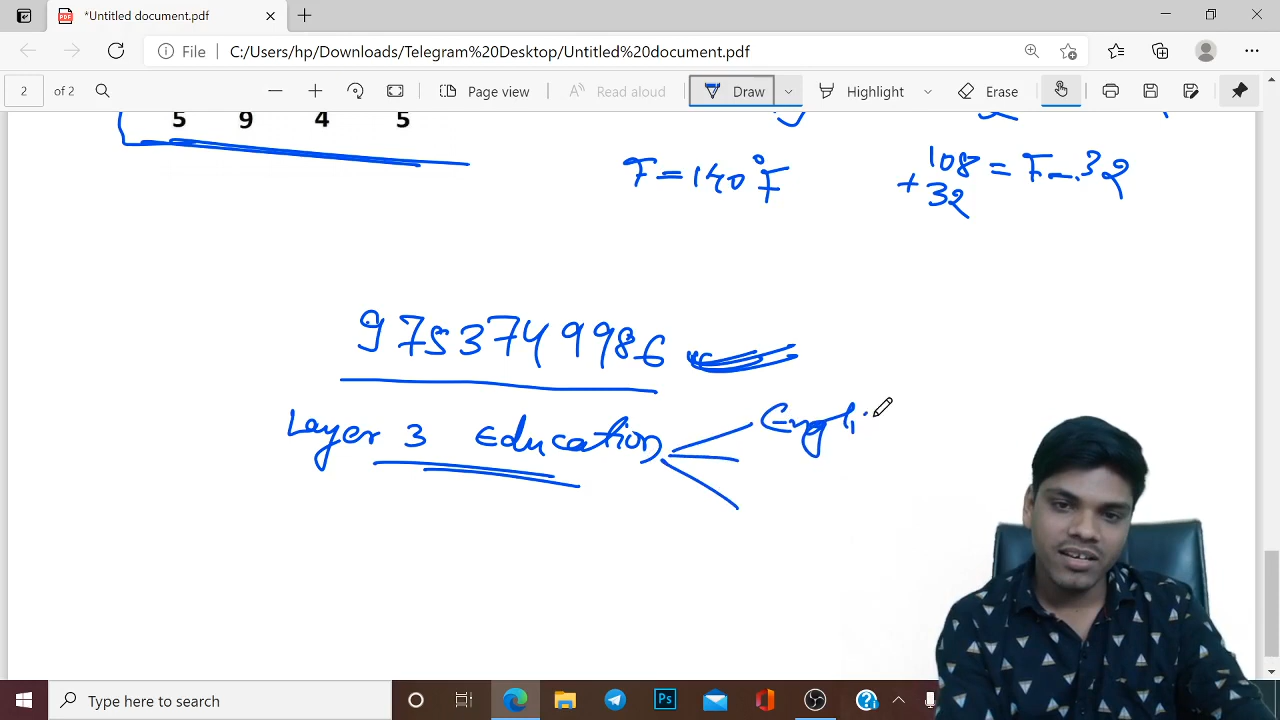 *Untitled document.pdf
File C:/Users/hp/Downloads/Telegram%20Desktop/Untitled%20document.pdf
2 of 2 Page view Read aloud Draw Highlight Erase
5 9 4 5
F = 140°F
108 = F - 32
+ 32
9753749986
Layer 3 Education Engli
Type here to search
Ps